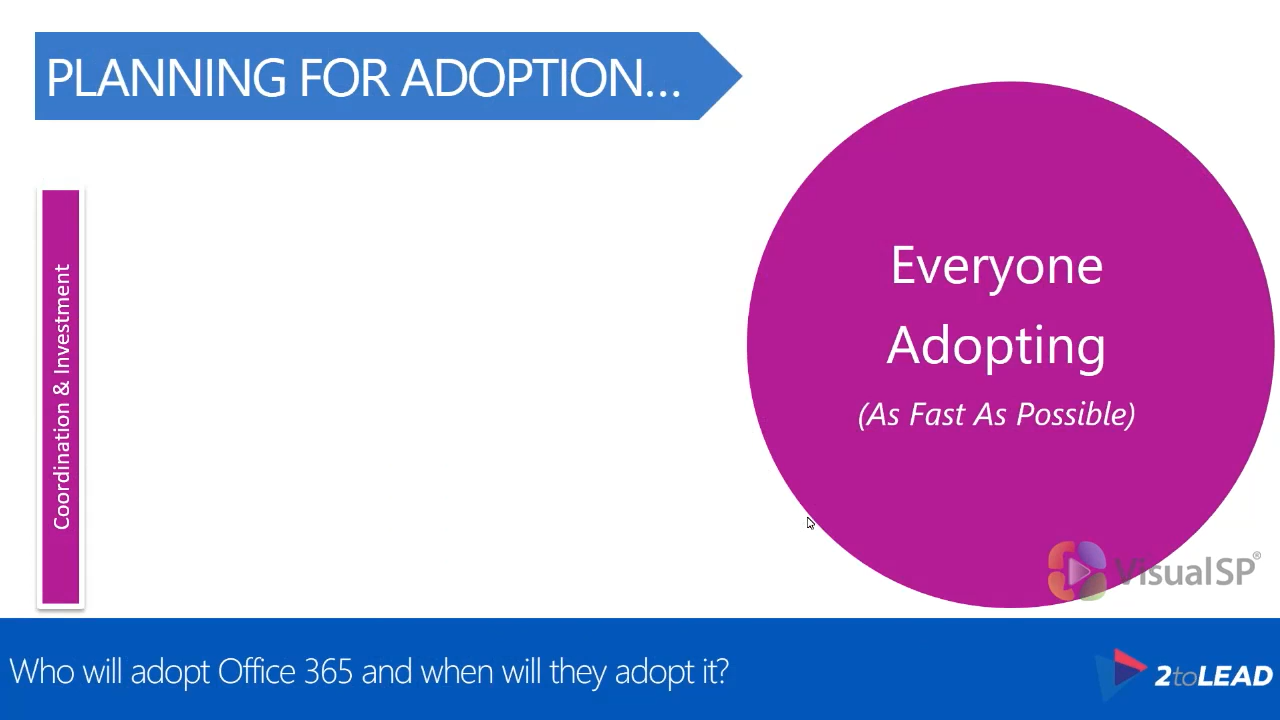 PLANNING FOR ADOPTION...
Coordination & Investment
Everyone
Adopting
(As Fast As Possible)
VisualSP®
Who will adopt Office 365 and when will they adopt it?
2toLEAD